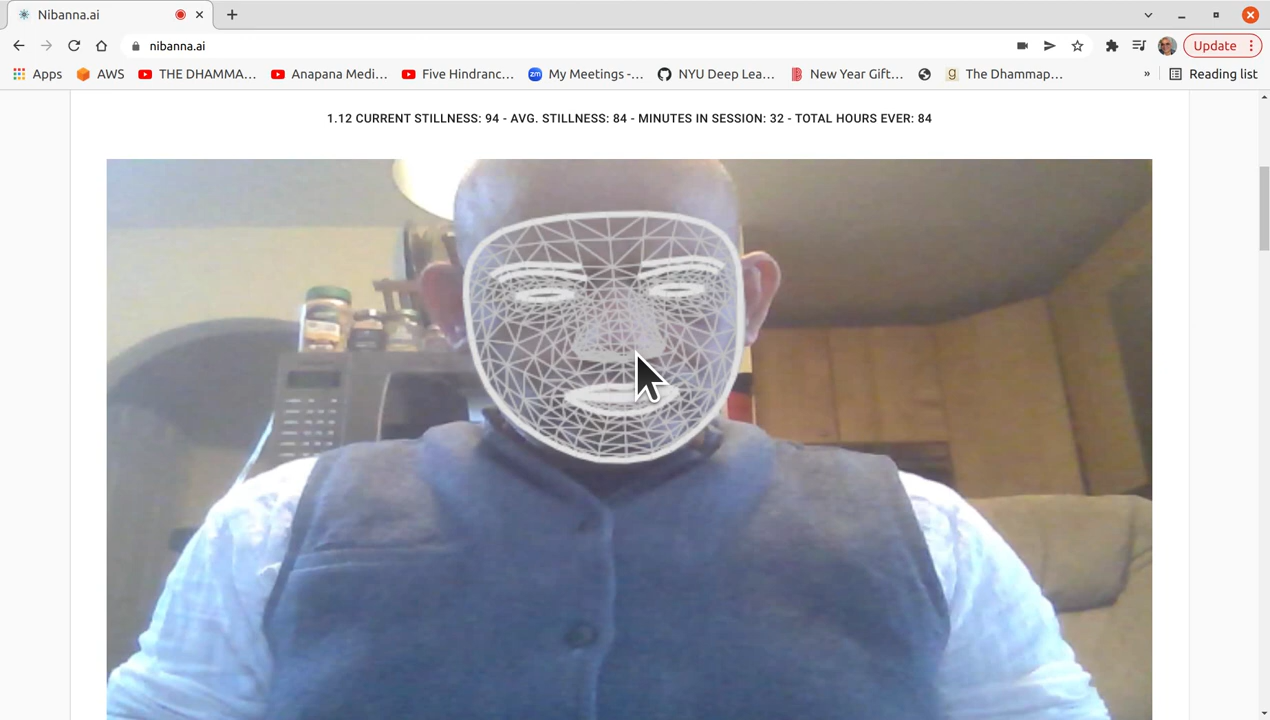 Nibanna.ai
nibanna.ai
Update
Apps
AWS
THE DHAMMA...
Anapana Medi...
Five Hindranc...
zm My Meetings -...
NYU Deep Lea...
New Year Gift...
g The Dhammap...
»
Reading list
1.12 CURRENT STILLNESS: 94 - AVG. STILLNESS: 84 - MINUTES IN SESSION: 32 - TOTAL HOURS EVER: 84